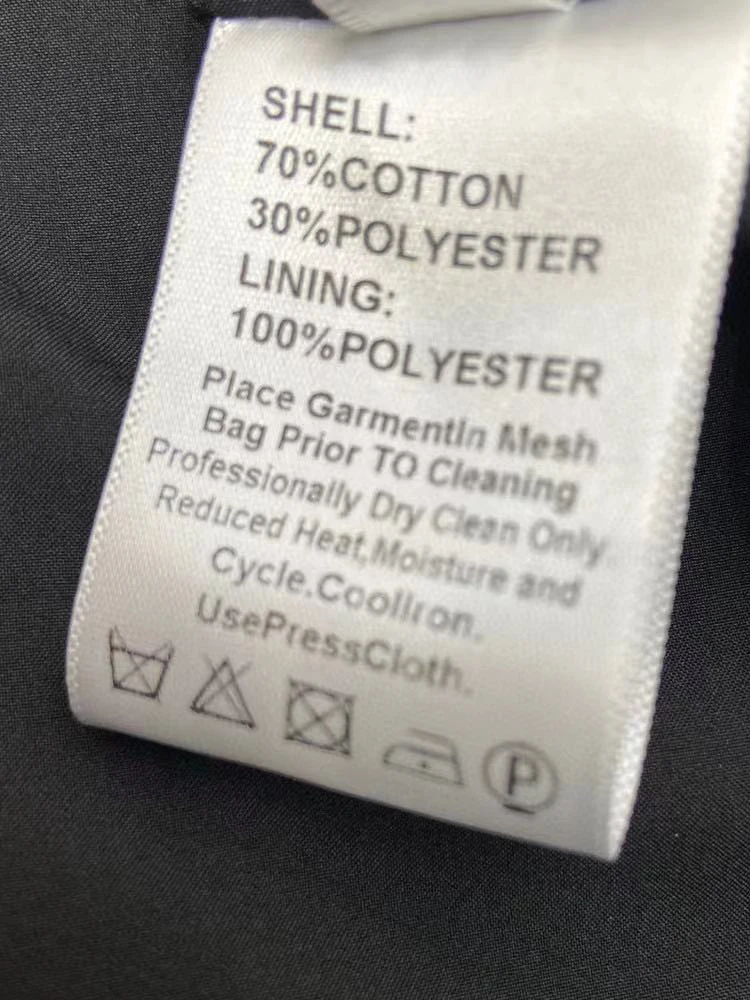 SHELL:
70%COTTON
30%POLYESTER
LINING:
100%POLYESTER
Place GarmentIn Mesh
Bag Prior TO Cleaning
Professionally Dry Clean Only
Reduced Heat,Moisture and
Cycle.CoolIron.
UsePressCloth.
P